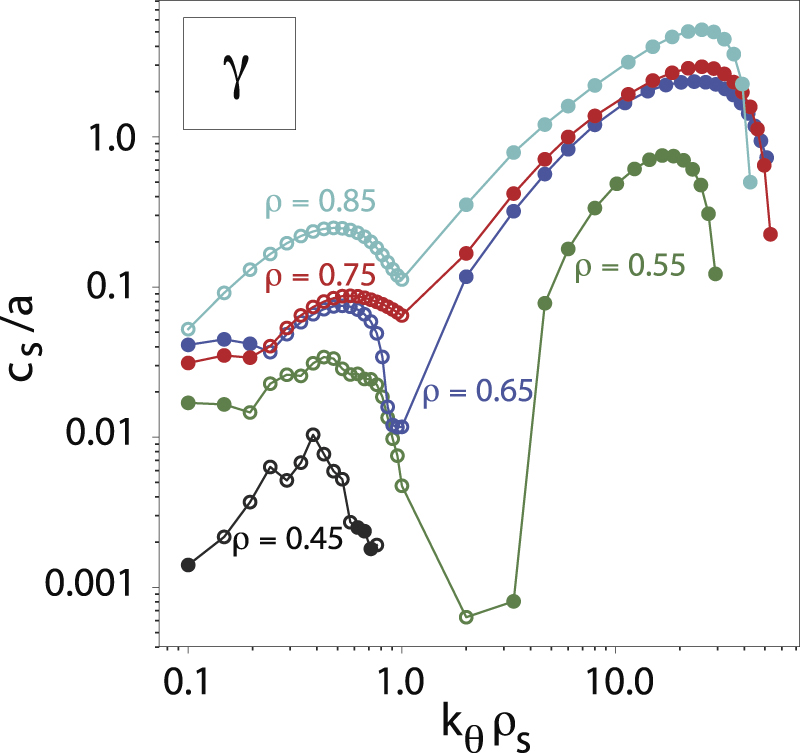 γ
1.0
0.1
0.01
0.001
c_s/a
ρ = 0.85
ρ = 0.75
ρ = 0.55
ρ = 0.65
ρ = 0.45
0.1 1.0 10.0
k_θ ρ_s